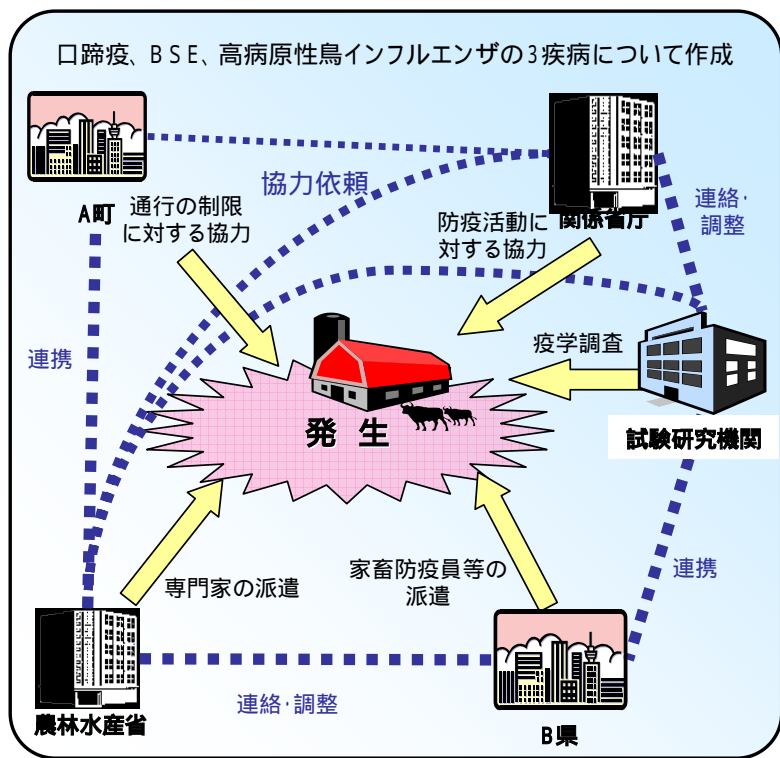 口蹄疫、BSE、高病原性鳥インフルエンザの3疾病について作成
A町
通行の制限
に対する協力
協力依頼
防疫活動に
対する協力
関係省庁
連絡・
調整
連携
疫学調査
発 生
試験研究機関
専門家の派遣
家畜防疫員等の
派遣
連携
農林水産省
連絡・調整
B県